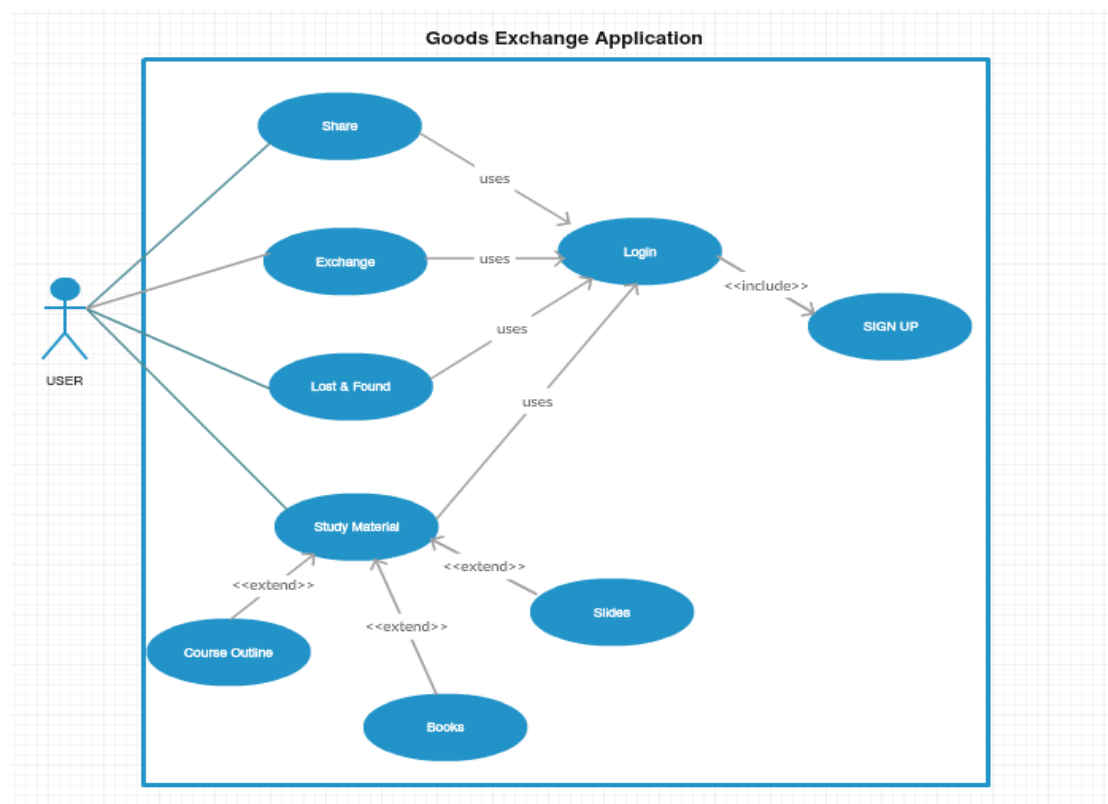 Goods Exchange Application
Share
uses
Exchange
uses
Login
<<include>>
SIGN UP
USER
Lost & Found
uses
uses
Study Material
<<extend>>
<<extend>>
<<extend>>
Slides
Course Outline
Books